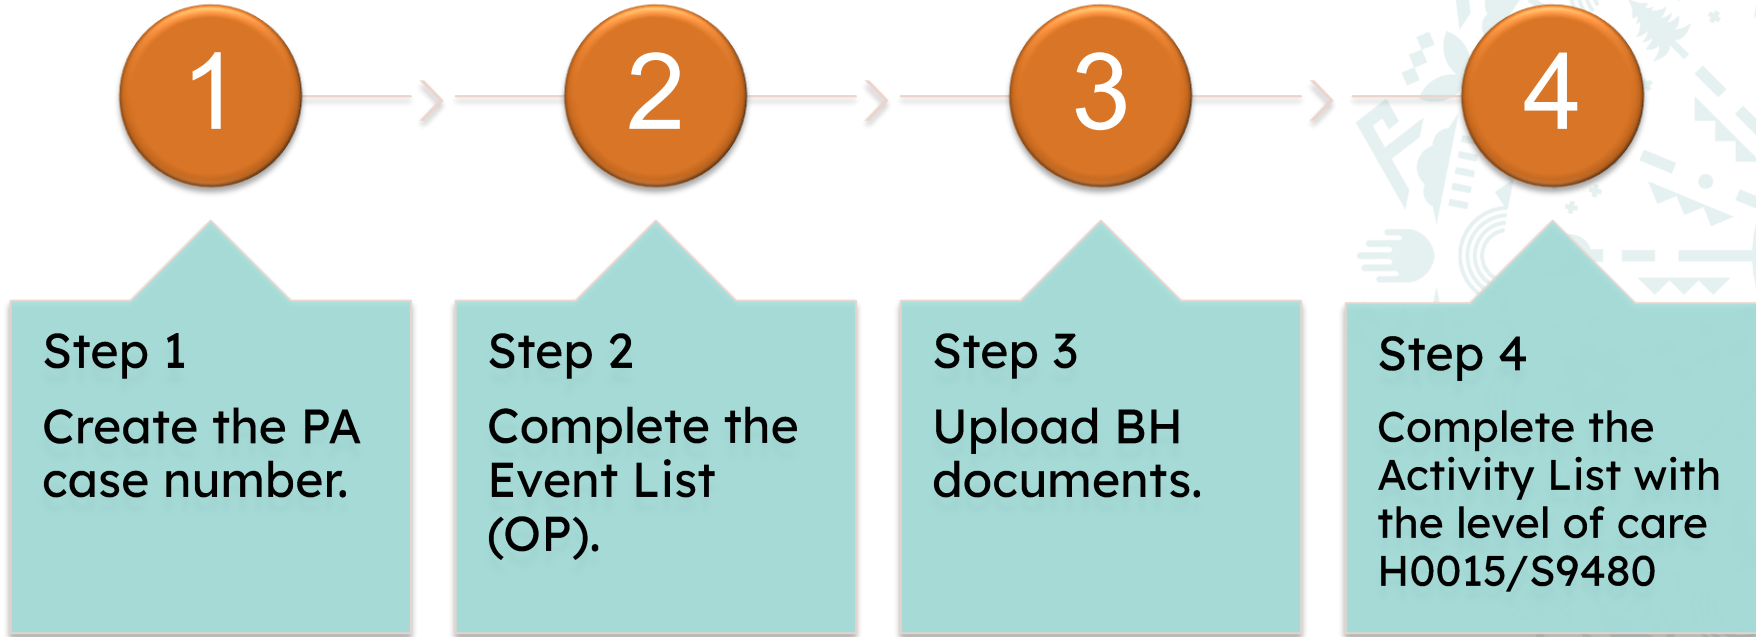 1
2
3
4
Step 1
Create the PA
case number.
Step 2
Complete the
Event List
(OP).
Step 3
Upload BH
documents.
Step 4
Complete the
Activity List with
the level of care
H0015/S9480